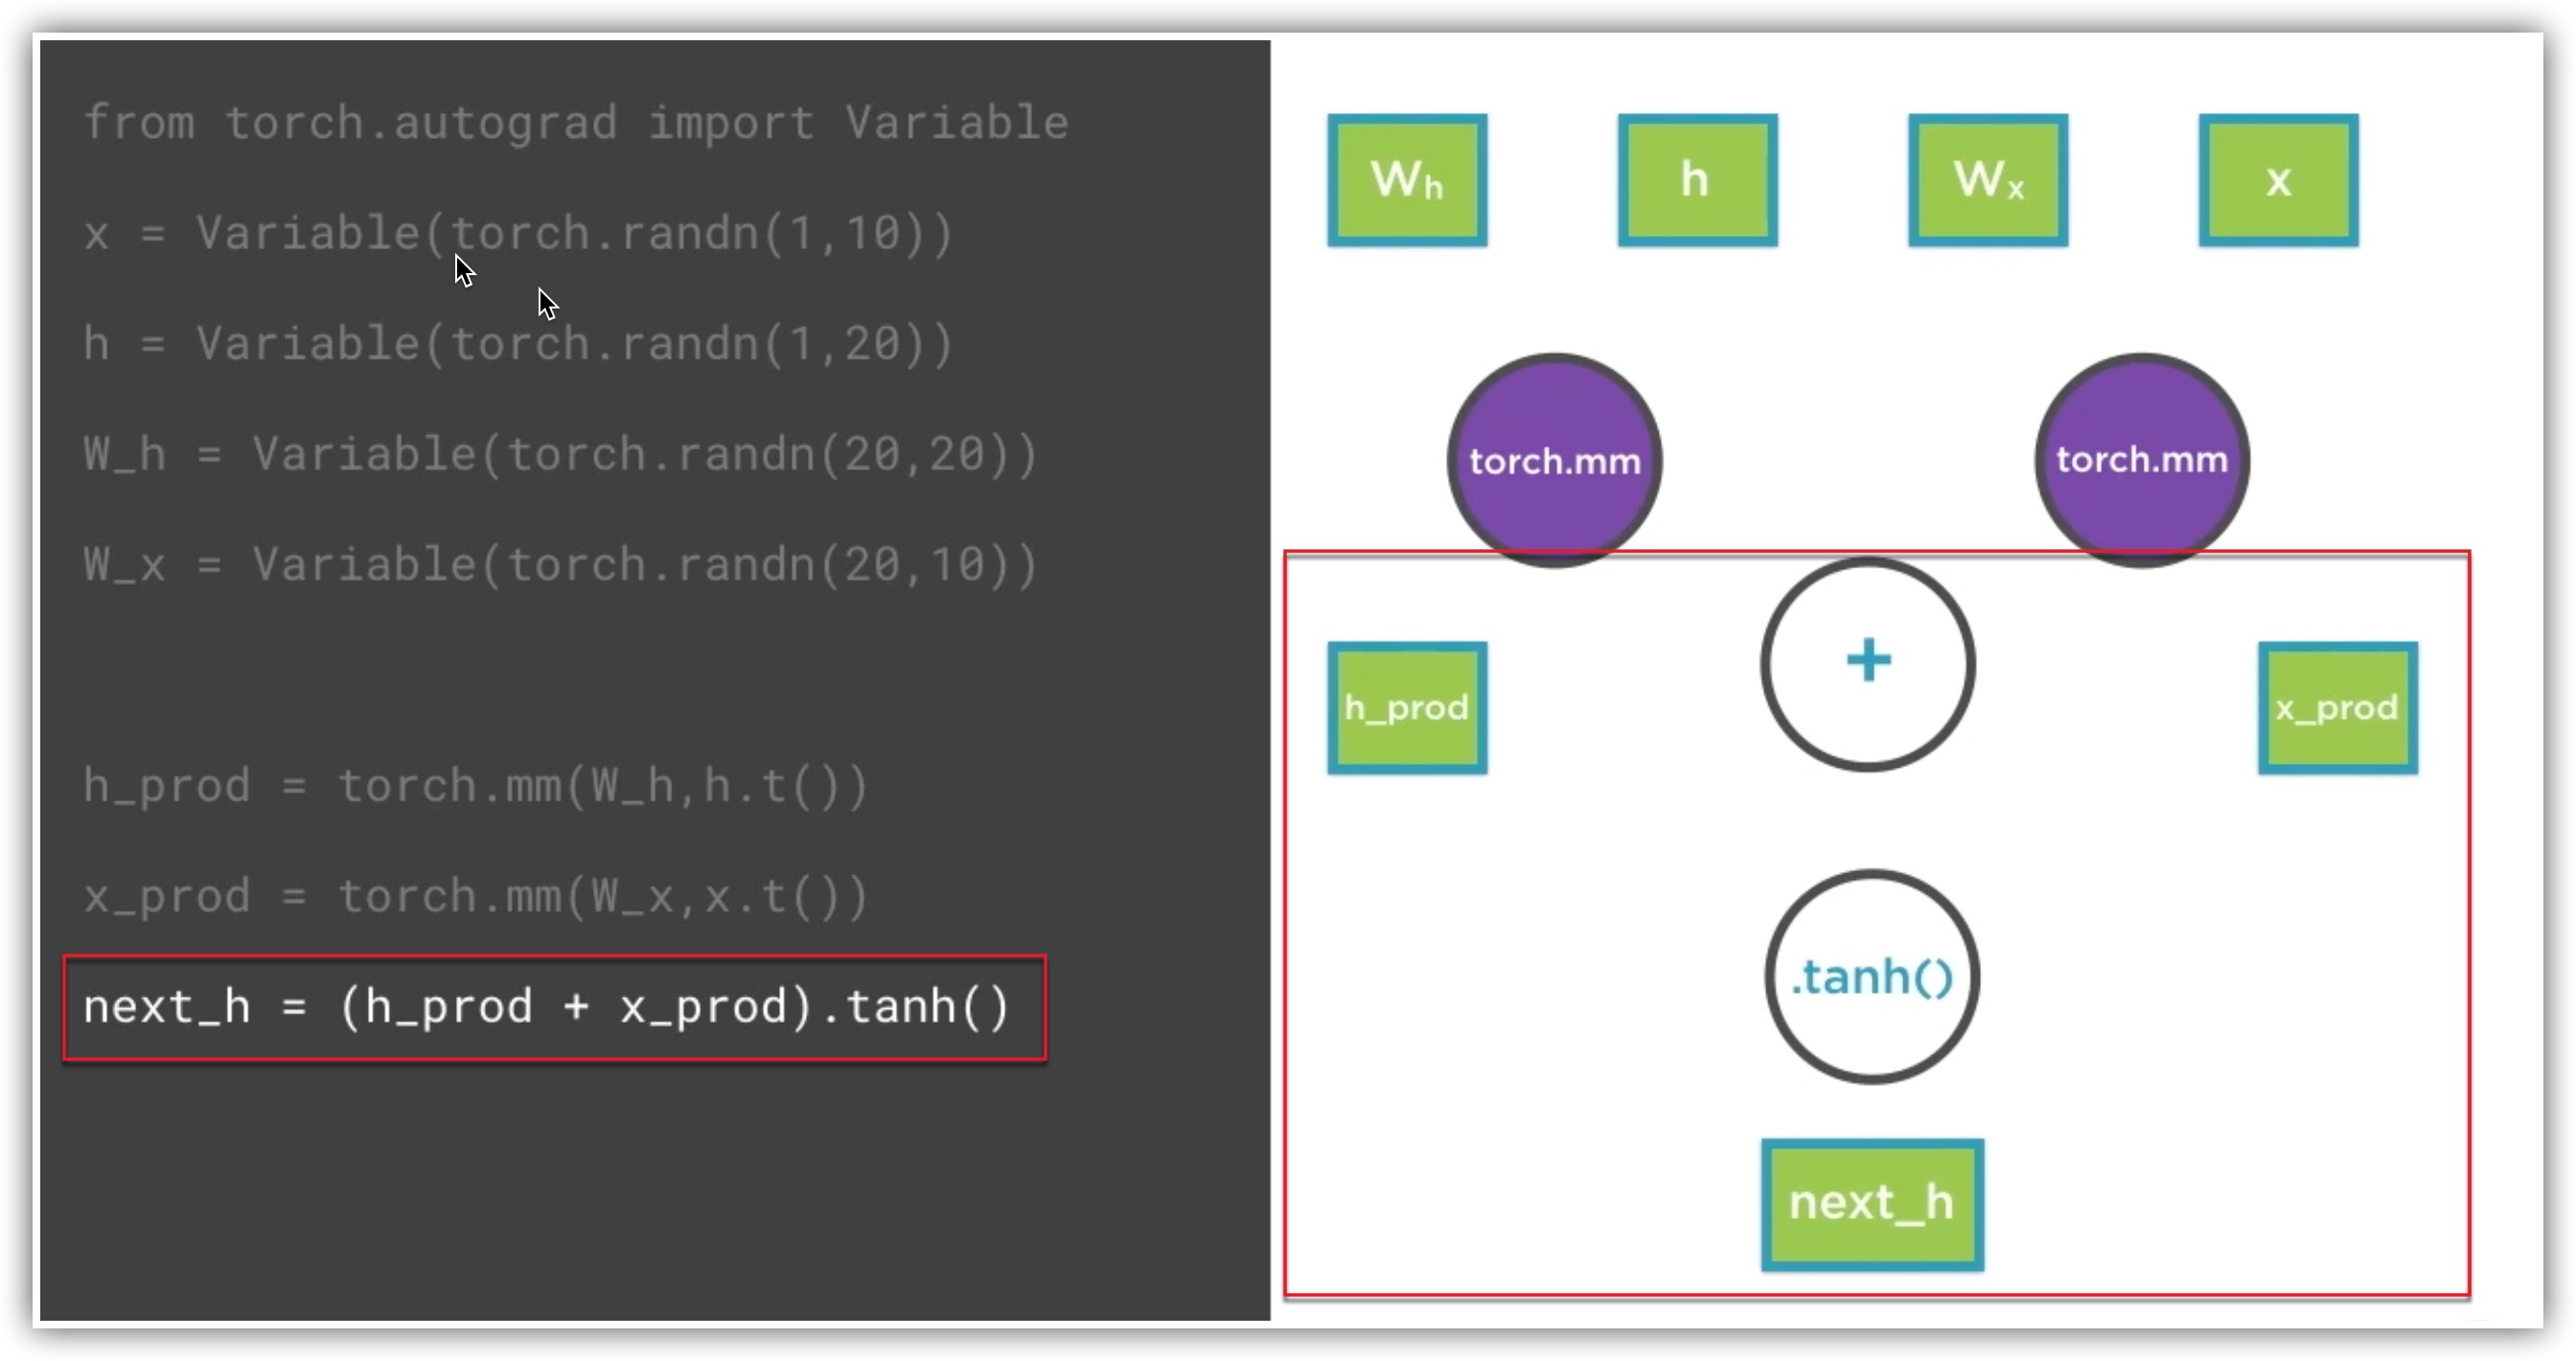 from torch.autograd import Variable
x = Variable(torch.randn(1,10))
h = Variable(torch.randn(1,20))
W_h = Variable(torch.randn(20,20))
W_x = Variable(torch.randn(20,10))
h_prod = torch.mm(W_h,h.t())
x_prod = torch.mm(W_x,x.t())
next_h = (h_prod + x_prod).tanh()
Wh h Wx x
torch.mm torch.mm
+
h_prod x_prod
.tanh()
next_h